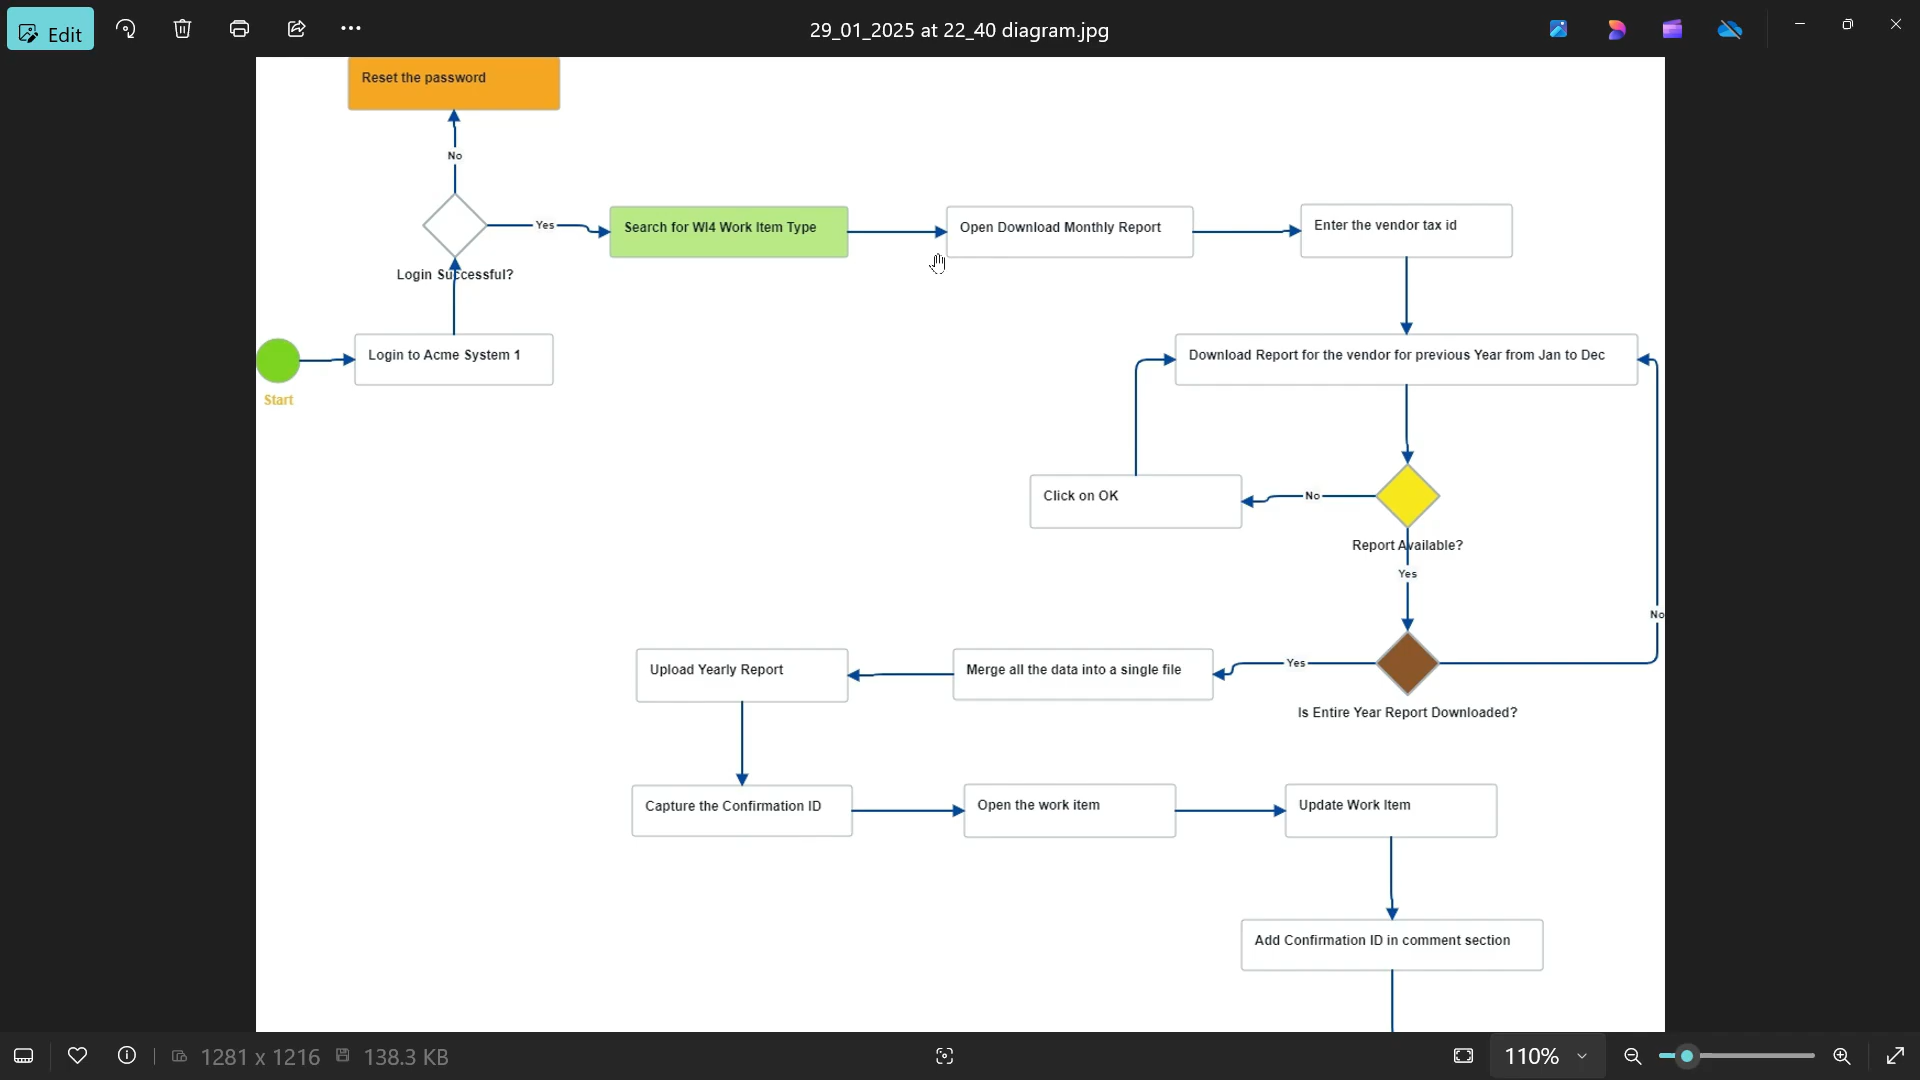 Edit
29_01_2025 at 22_40 diagram.jpg
Reset the password
No
Yes
Search for WI4 Work Item Type
Open Download Monthly Report
Enter the vendor tax id
Login Successful?
Start
Login to Acme System 1
Download Report for the vendor for previous Year from Jan to Dec
Click on OK
No
Report Available?
Yes
No
Upload Yearly Report
Merge all the data into a single file
Yes
Is Entire Year Report Downloaded?
Capture the Confirmation ID
Open the work item
Update Work Item
Add Confirmation ID in comment section
1281 x 1216
138.3 KB
110%